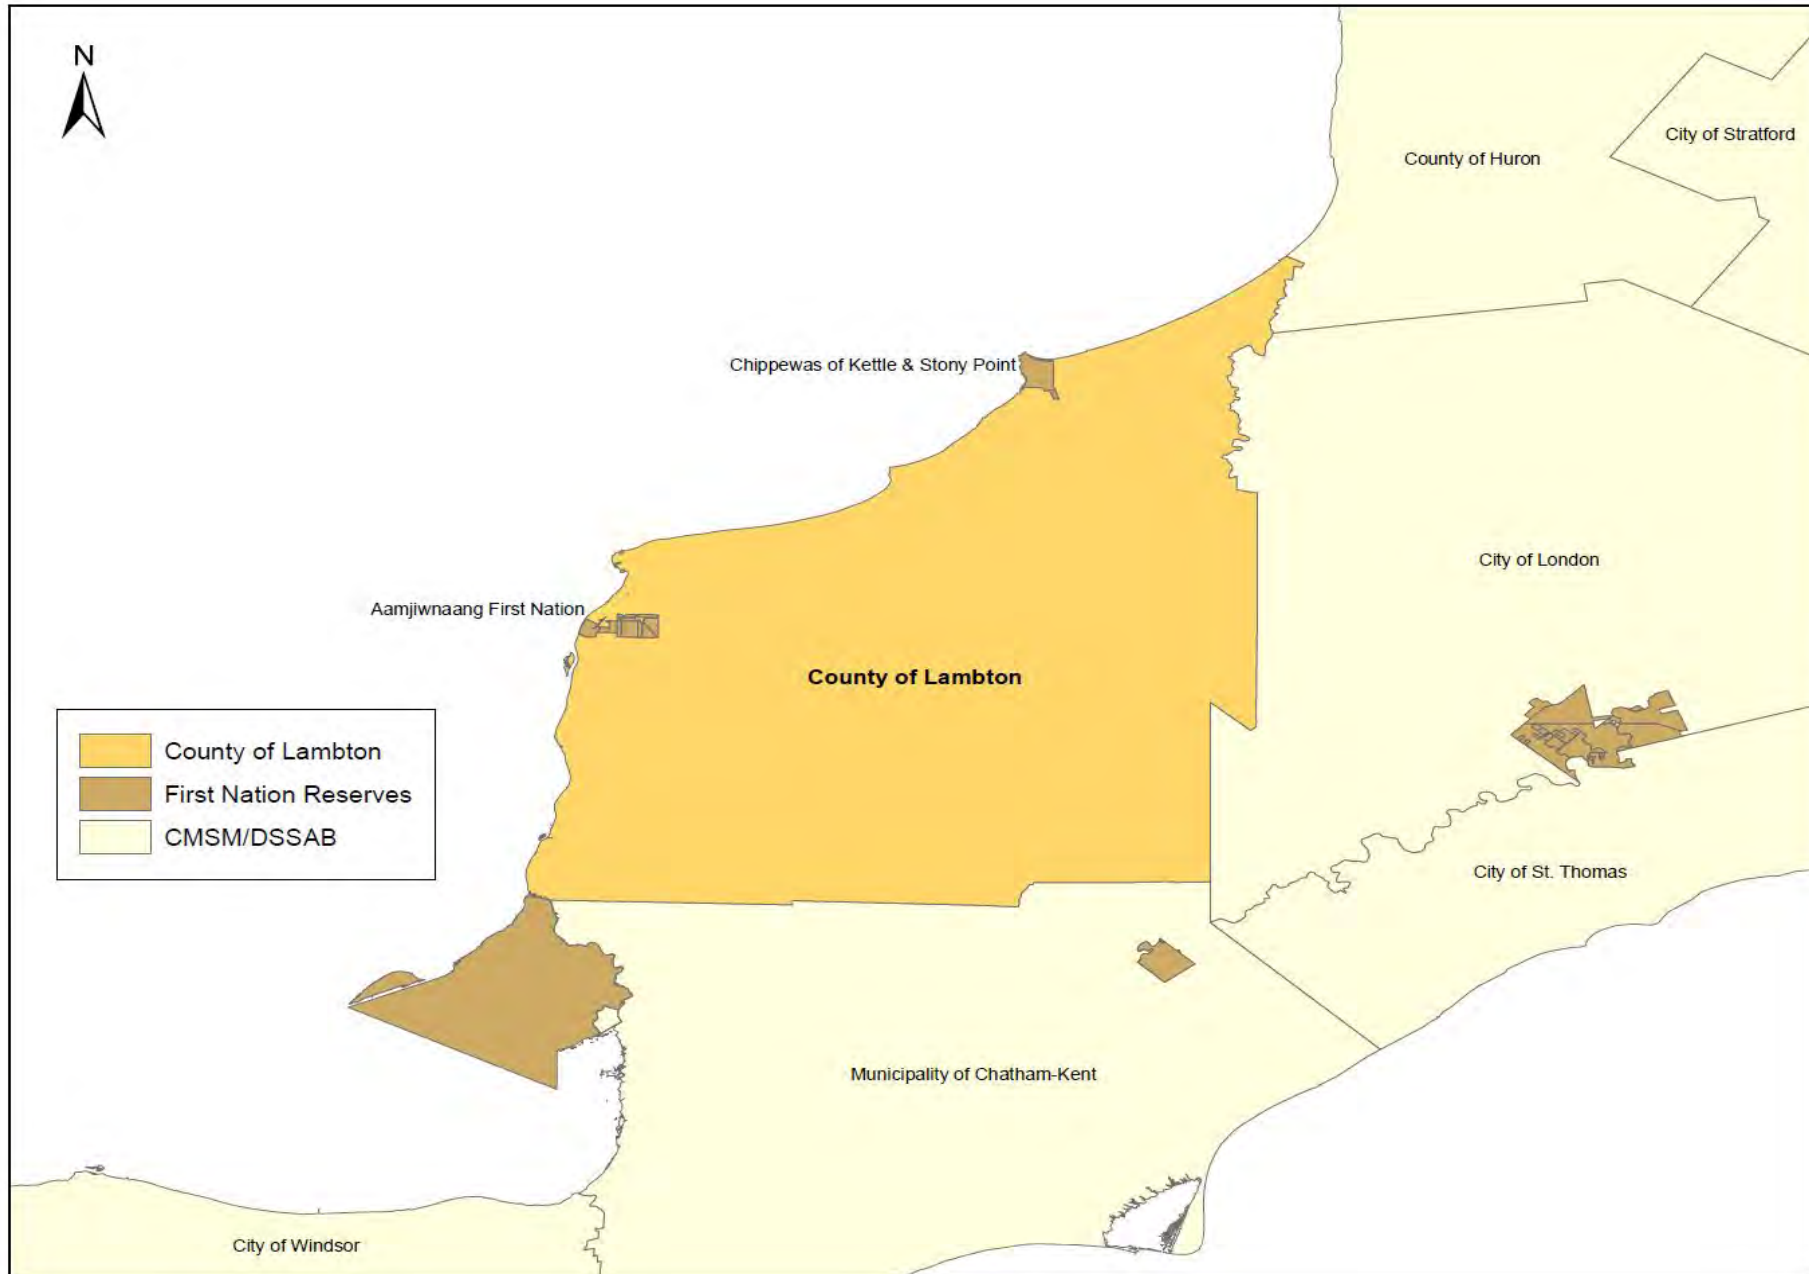 N
City of Stratford
County of Huron
Chippewas of Kettle & Stony Point
City of London
Aamjiwnaang First Nation
County of Lambton
County of Lambton
First Nation Reserves
CMSM/DSSAB
City of St. Thomas
Municipality of Chatham-Kent
City of Windsor